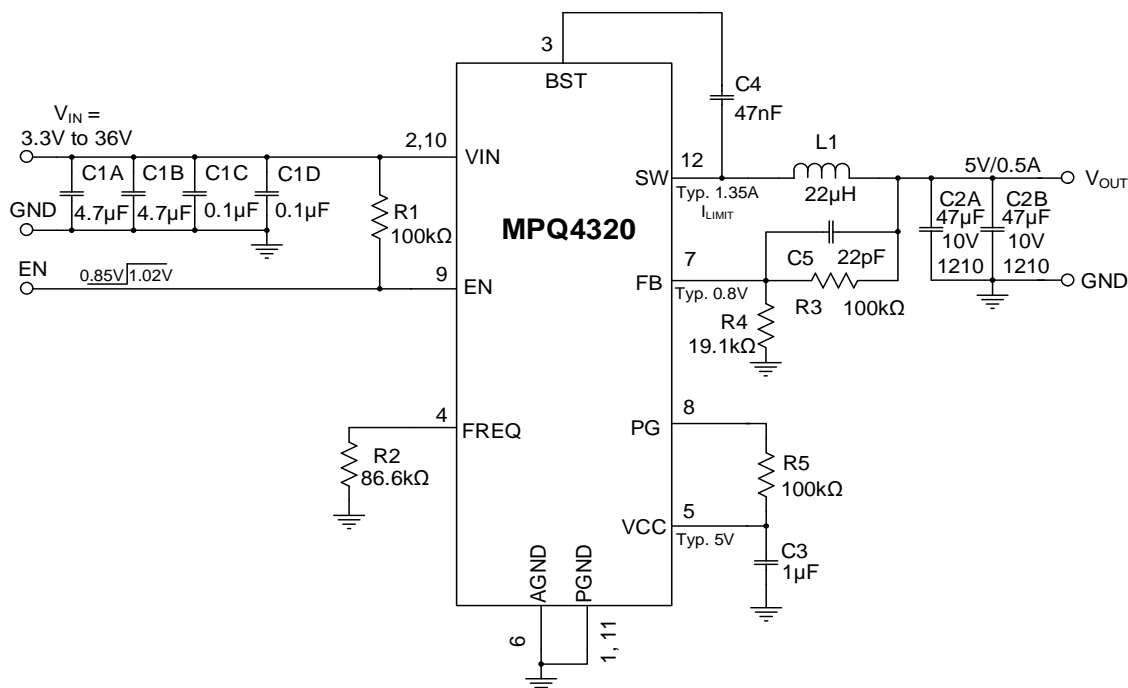 3
BST
C4
47nF
V_IN =
3.3V to 36V
2,10
VIN
C1A
C1B
C1C
C1D
4.7µF
4.7µF
0.1µF
0.1µF
GND
R1
100kΩ
EN
0.85V
1.02V
9
EN
MPQ4320
12
SW
Typ. 1.35A
I_LIMIT
L1
22µH
5V/0.5A
V_OUT
C2A
C2B
47µF
47µF
10V
10V
1210
1210
GND
7
FB
Typ. 0.8V
C5
22pF
R3
100kΩ
R4
19.1kΩ
4
FREQ
R2
86.6kΩ
8
PG
R5
100kΩ
5
VCC
Typ. 5V
C3
1µF
AGND
PGND
6
1, 11